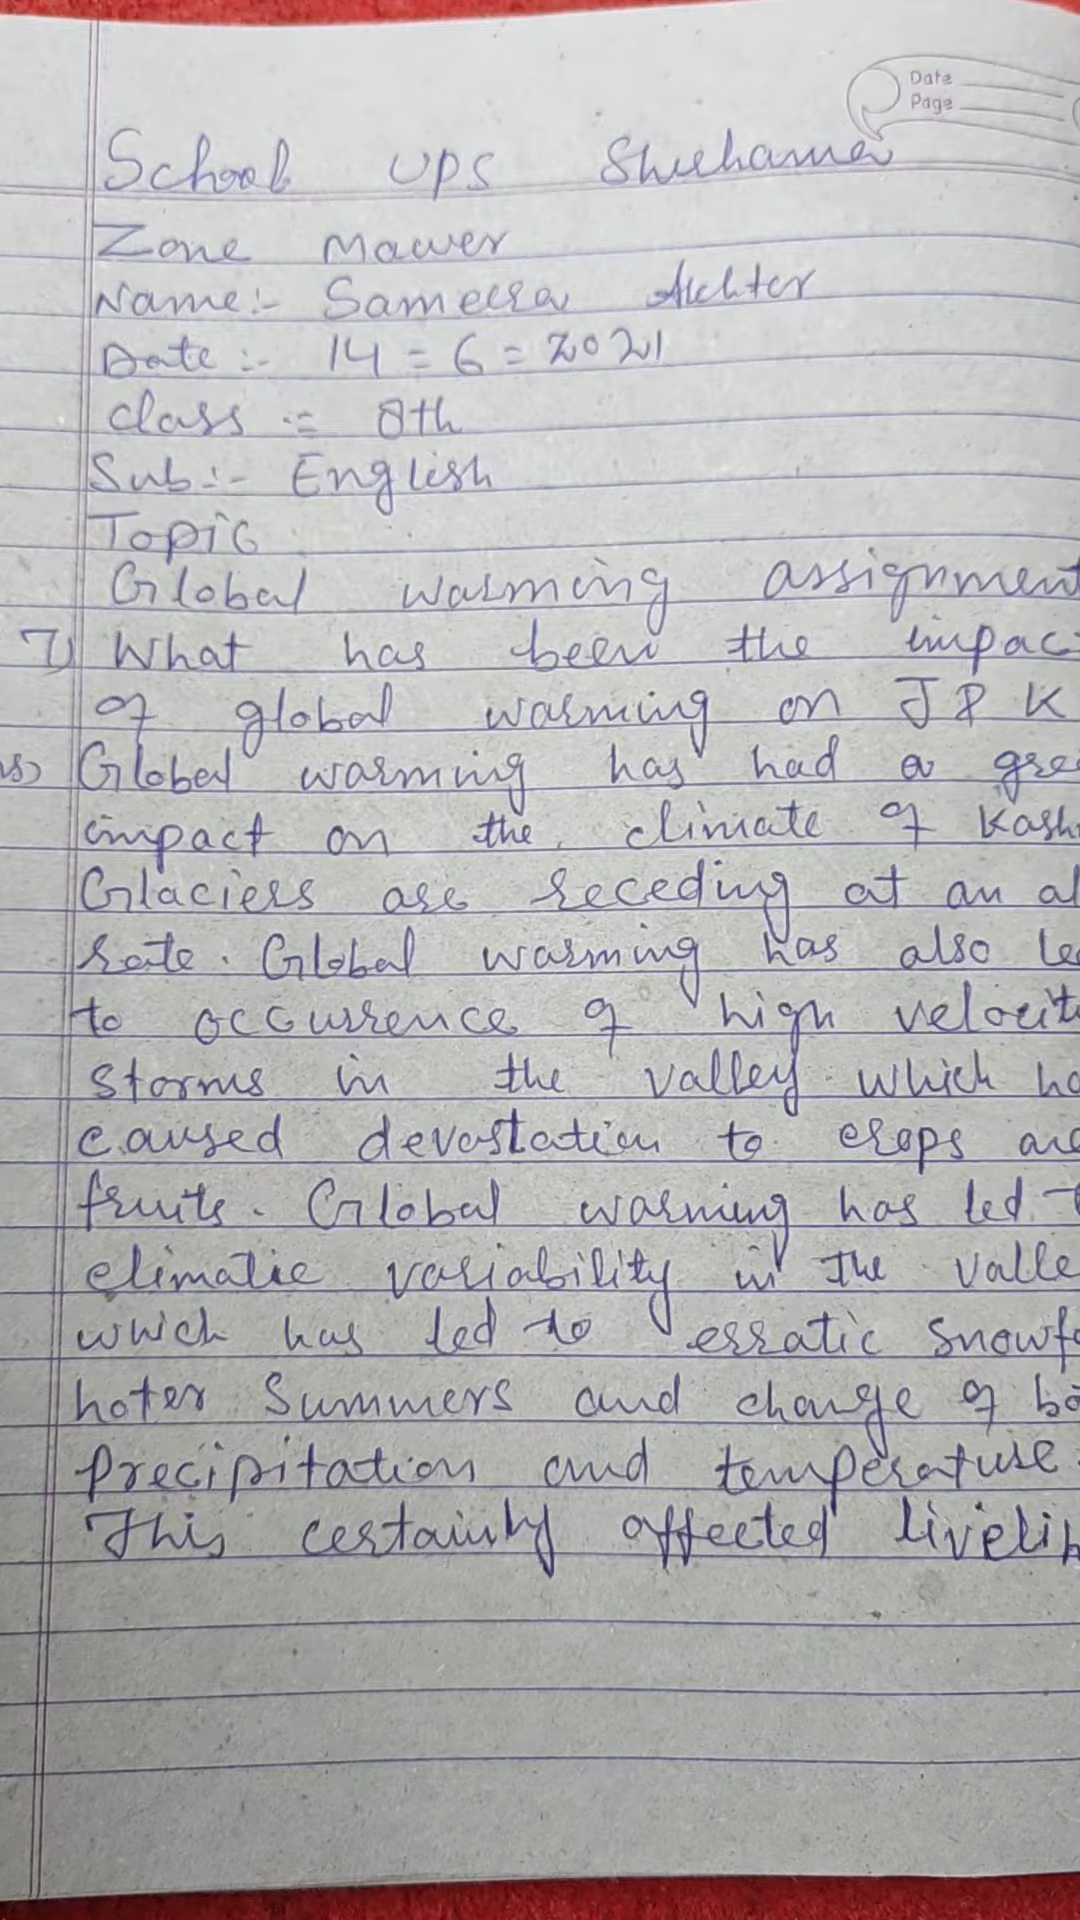 Date
Page
School UPS
Zone Mawer
Name:- Sameera Akhter
Date :- 14 = 6 = 2021
Class := 8th
Sub:- English
Topic
Global warming assignment
7) What has been the impac
of global warming on J & K
s) Global warming has had a gre
impact on the climate of Kash
Glaciers are receding at an al
rate. Global warming has also le
to occurrence of high velocit
storms in the valley which ha
caused devastation to crops an
fruits. Global warming has led t
climatic variability in the valle
which has led to erratic snowfa
hoter Summers and change of bo
precipitation and temperature.
This certainly affected livelih